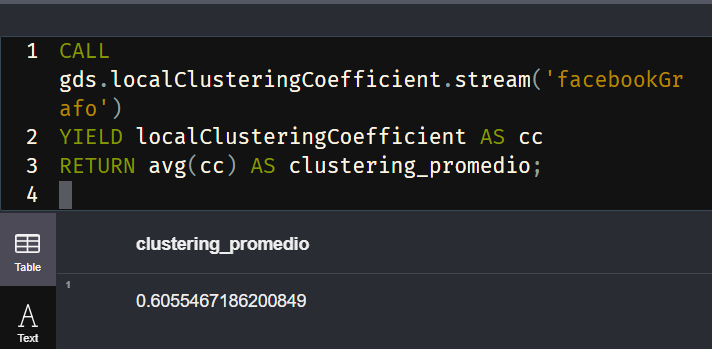 1 CALL
gds.localClusteringCoefficient.stream('facebookGr
afo')
2 YIELD localClusteringCoefficient AS cc
3 RETURN avg(cc) AS clustering_promedio;
4
Table
clustering_promedio
1
0.6055467186200849
A
Text